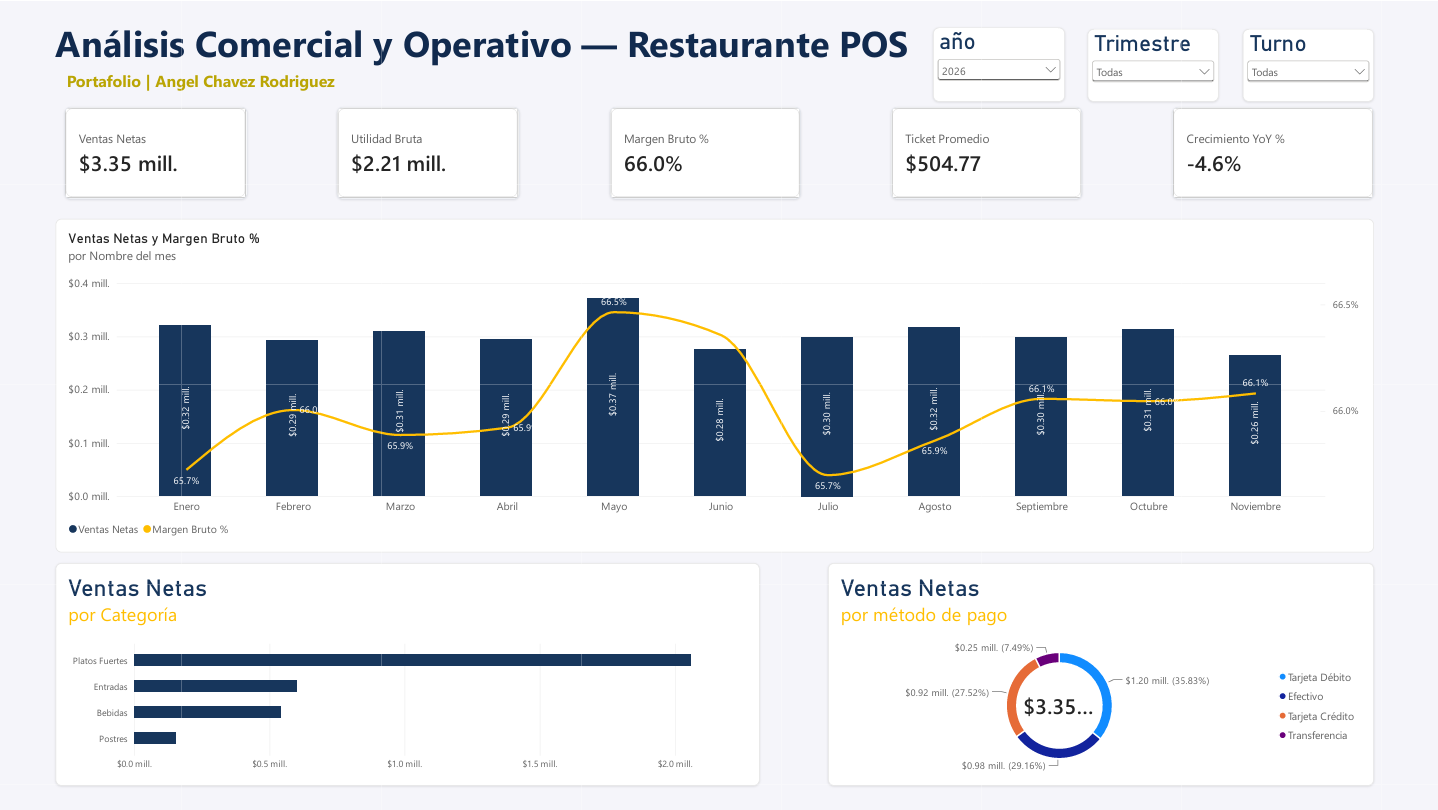 Análisis Comercial y Operativo — Restaurante POS
Portafolio | Angel Chavez Rodriguez
año
2026
Trimestre
Todas
Turno
Todas
Ventas Netas
$3.35 mill.
Utilidad Bruta
$2.21 mill.
Margen Bruto %
66.0%
Ticket Promedio
$504.77
Crecimiento YoY %
-4.6%
Ventas Netas y Margen Bruto %
por Nombre del mes
$0.4 mill.
$0.3 mill.
$0.2 mill.
$0.1 mill.
$0.0 mill.
66.5%
66.0%
$0.32 mill.
$0.29 mill.
$0.31 mill.
$0.29 mill.
$0.37 mill.
$0.28 mill.
$0.30 mill.
$0.32 mill.
$0.30 mill.
$0.31 mill.
$0.26 mill.
65.7%
66.0
65.9%
65.9
66.5%
65.7%
65.9%
66.1%
66.0
66.1%
Enero
Febrero
Marzo
Abril
Mayo
Junio
Julio
Agosto
Septiembre
Octubre
Noviembre
Ventas Netas
Margen Bruto %
Ventas Netas
por Categoría
Platos Fuertes
Entradas
Bebidas
Postres
$0.0 mill.
$0.5 mill.
$1.0 mill.
$1.5 mill.
$2.0 mill.
Ventas Netas
por método de pago
$0.25 mill. (7.49%)
$1.20 mill. (35.83%)
$0.92 mill. (27.52%)
$3.35...
$0.98 mill. (29.16%)
Tarjeta Débito
Efectivo
Tarjeta Crédito
Transferencia